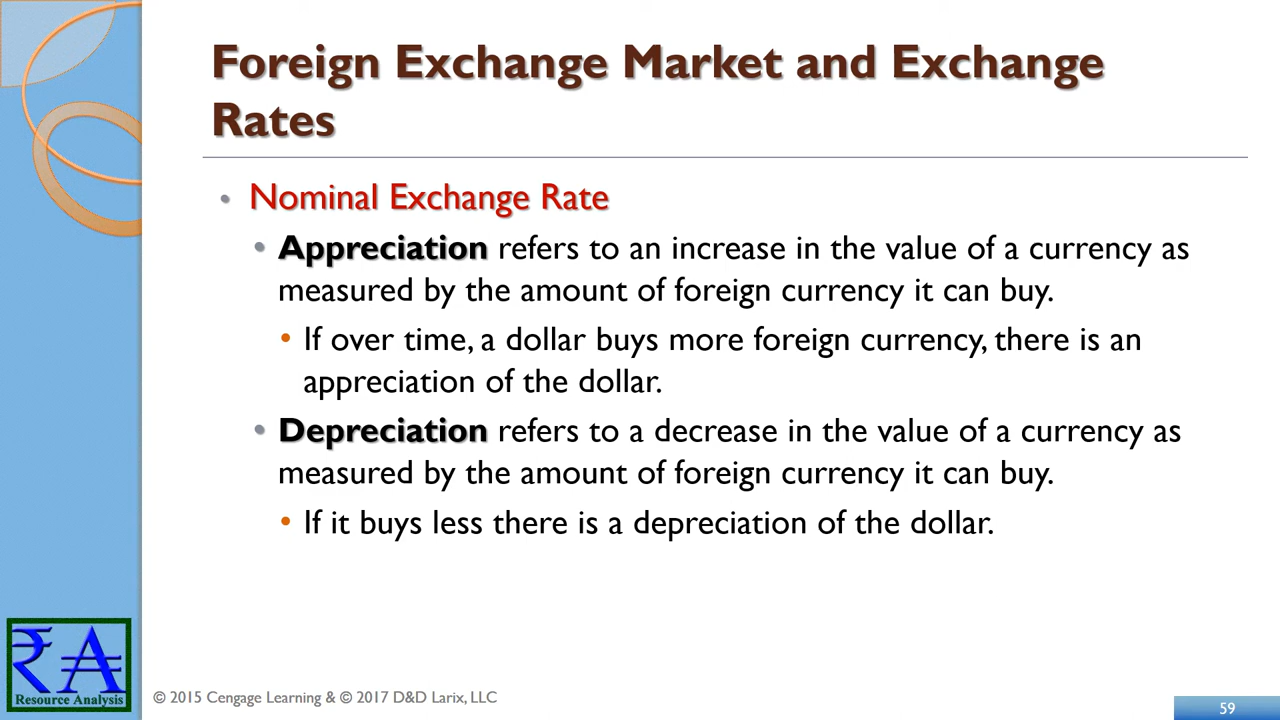 Foreign Exchange Market and Exchange
Rates
• Nominal Exchange Rate
• Appreciation refers to an increase in the value of a currency as
measured by the amount of foreign currency it can buy.
• If over time, a dollar buys more foreign currency, there is an
appreciation of the dollar.
• Depreciation refers to a decrease in the value of a currency as
measured by the amount of foreign currency it can buy.
• If it buys less there is a depreciation of the dollar.
₹ A
Resource Analysis
© 2015 Cengage Learning & © 2017 D&D Larix, LLC
59